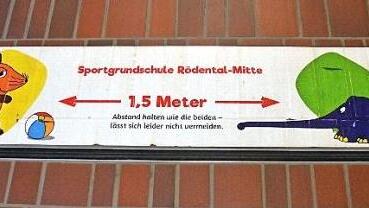 Sportgrundschule Rödental-Mitte
1,5 Meter
Abstand halten wie die beiden –
lässt sich leider nicht vermeiden.